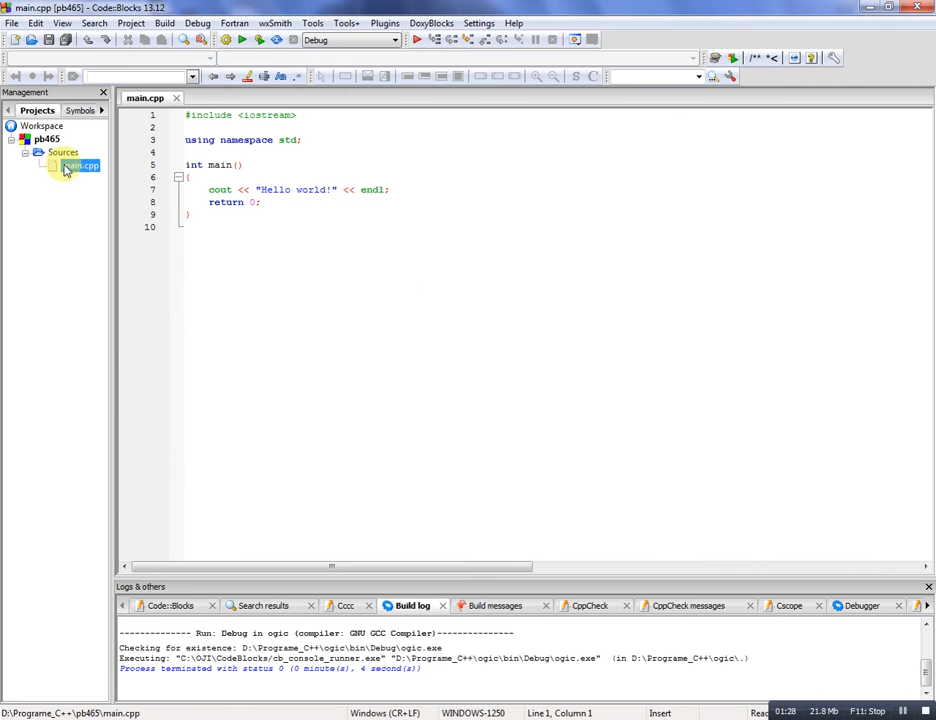 main.cpp [pb465] - Code::Blocks 13.12
File Edit View Search Project Build Debug Fortran wxSmith Tools Tools+ Plugins DoxyBlocks Settings Help
Debug
/** *<
S C
Management
Projects Symbols
Workspace
pb465
Sources
main.cpp
main.cpp
1 #include <iostream>
2
3 using namespace std;
4
5 int main()
6 {
7 cout << "Hello world!" << endl;
8 return 0;
9 }
10
Logs & others
Code::Blocks Search results Cccc Build log Build messages CppCheck CppCheck messages Cscope Debugger
-------------- Run: Debug in ogic (compiler: GNU GCC Compiler)---------------
Checking for existence: D:\Programe_C++\ogic\bin\Debug\ogic.exe
Executing: "C:\OJI\CodeBlocks/cb_console_runner.exe" "D:\Programe_C++\ogic\bin\Debug\ogic.exe" (in D:\Programe_C++\ogic\.)
Process terminated with status 0 (0 minute(s), 4 second(s))
D:\Programe_C++\pb465\main.cpp Windows (CR+LF) WINDOWS-1250 Line 1, Column 1 Insert
01:28 21.8 Mb F11: Stop